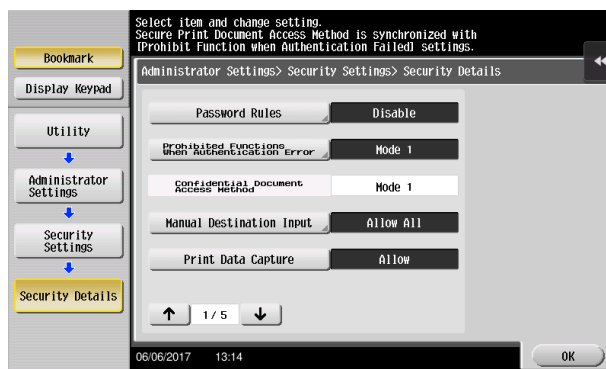 Select item and change setting.
Secure Print Document Access Method is synchronized with
[Prohibit Function when Authentication Failed] settings.
Bookmark
Display Keypad
Utility
Administrator
Settings
Security
Settings
Security Details
Administrator Settings> Security Settings> Security Details
Password Rules
Disable
Prohibited Functions
When Authentication Error
Mode 1
Confidential Document
Access Method
Mode 1
Manual Destination Input
Allow All
Print Data Capture
Allow
1/ 5
06/06/2017 13:14
OK